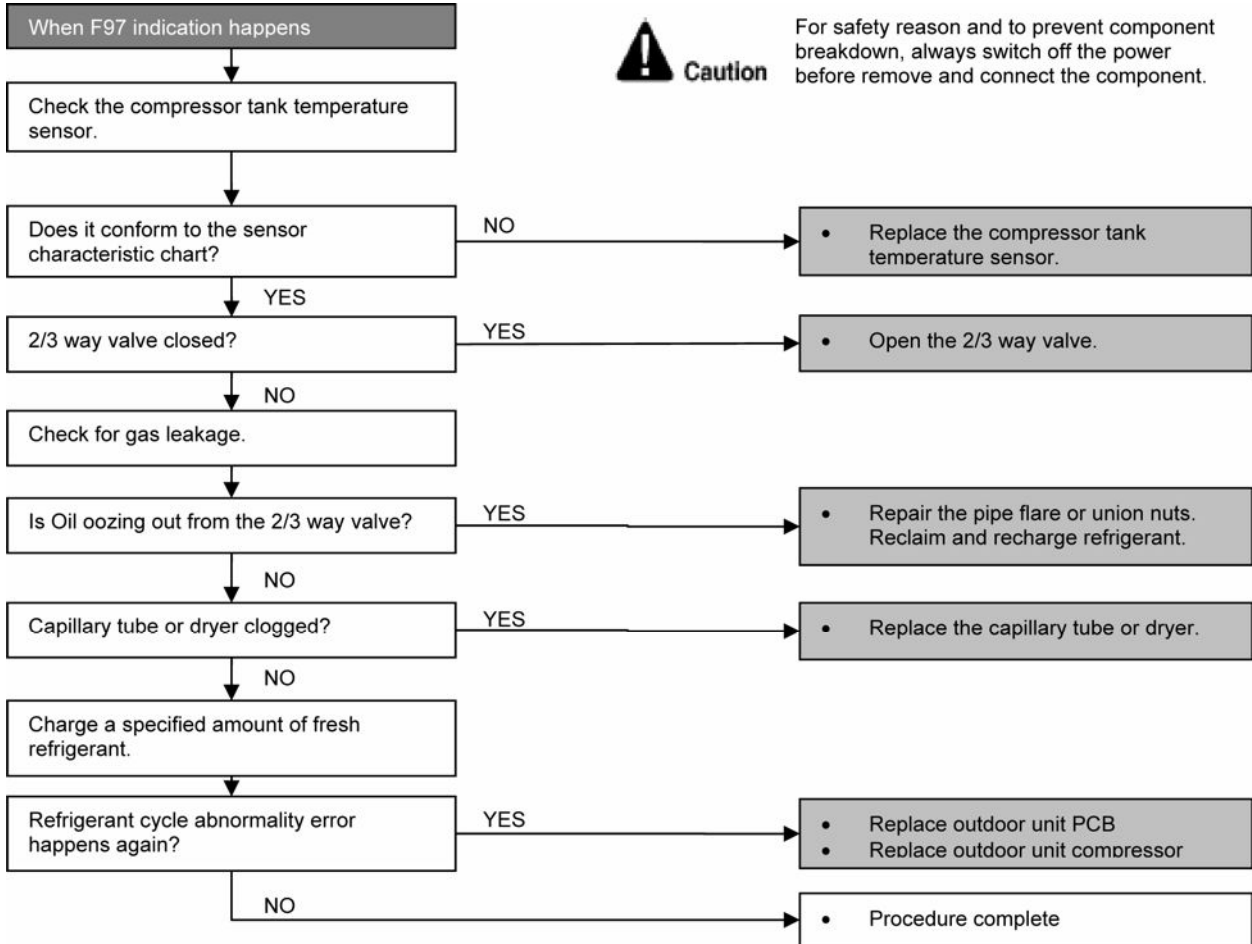 When F97 indication happens
Caution
For safety reason and to prevent component
breakdown, always switch off the power
before remove and connect the component.
Check the compressor tank temperature
sensor.
Does it conform to the sensor
characteristic chart?
NO
• Replace the compressor tank
temperature sensor.
YES
2/3 way valve closed?
YES
• Open the 2/3 way valve.
NO
Check for gas leakage.
Is Oil oozing out from the 2/3 way valve?
YES
• Repair the pipe flare or union nuts.
Reclaim and recharge refrigerant.
NO
Capillary tube or dryer clogged?
YES
• Replace the capillary tube or dryer.
NO
Charge a specified amount of fresh
refrigerant.
Refrigerant cycle abnormality error
happens again?
YES
• Replace outdoor unit PCB
• Replace outdoor unit compressor
NO
• Procedure complete